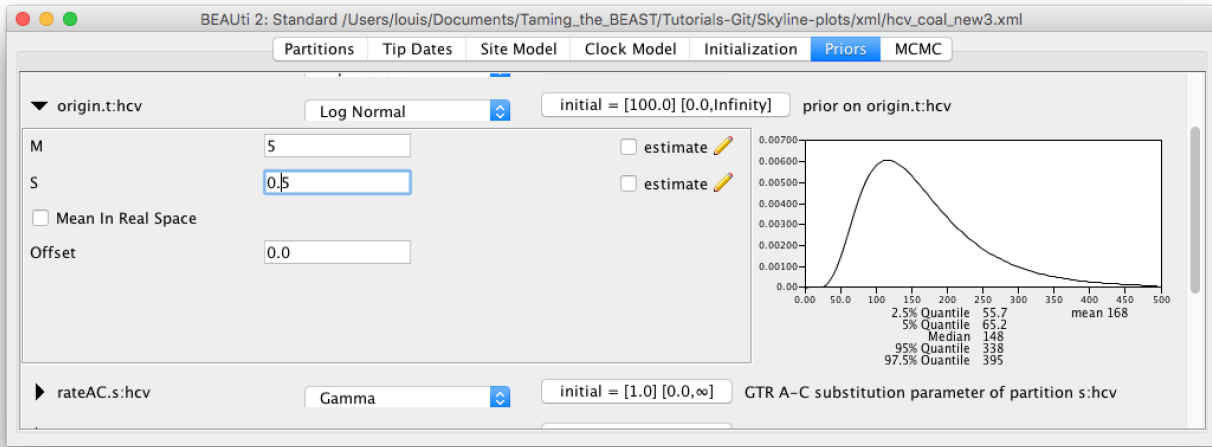 BEAUti 2: Standard /Users/louis/Documents/Taming_the_BEAST/Tutorials-Git/Skyline-plots/xml/hcv_coal_new3.xml
Partitions Tip Dates Site Model Clock Model Initialization Priors MCMC
origin.t:hcv Log Normal initial = [100.0] [0.0,Infinity] prior on origin.t:hcv
M 5 estimate
S 0.5 estimate
Mean In Real Space
Offset 0.0
0.00700
0.00600
0.00500
0.00400
0.00300
0.00200
0.00100
0.00
0.00 50.0 100 150 200 250 300 350 400 450 500
2.5% Quantile 55.7 mean 168
5% Quantile 65.2
Median 148
95% Quantile 338
97.5% Quantile 395
rateAC.s:hcv Gamma initial = [1.0] [0.0,∞] GTR A-C substitution parameter of partition s:hcv